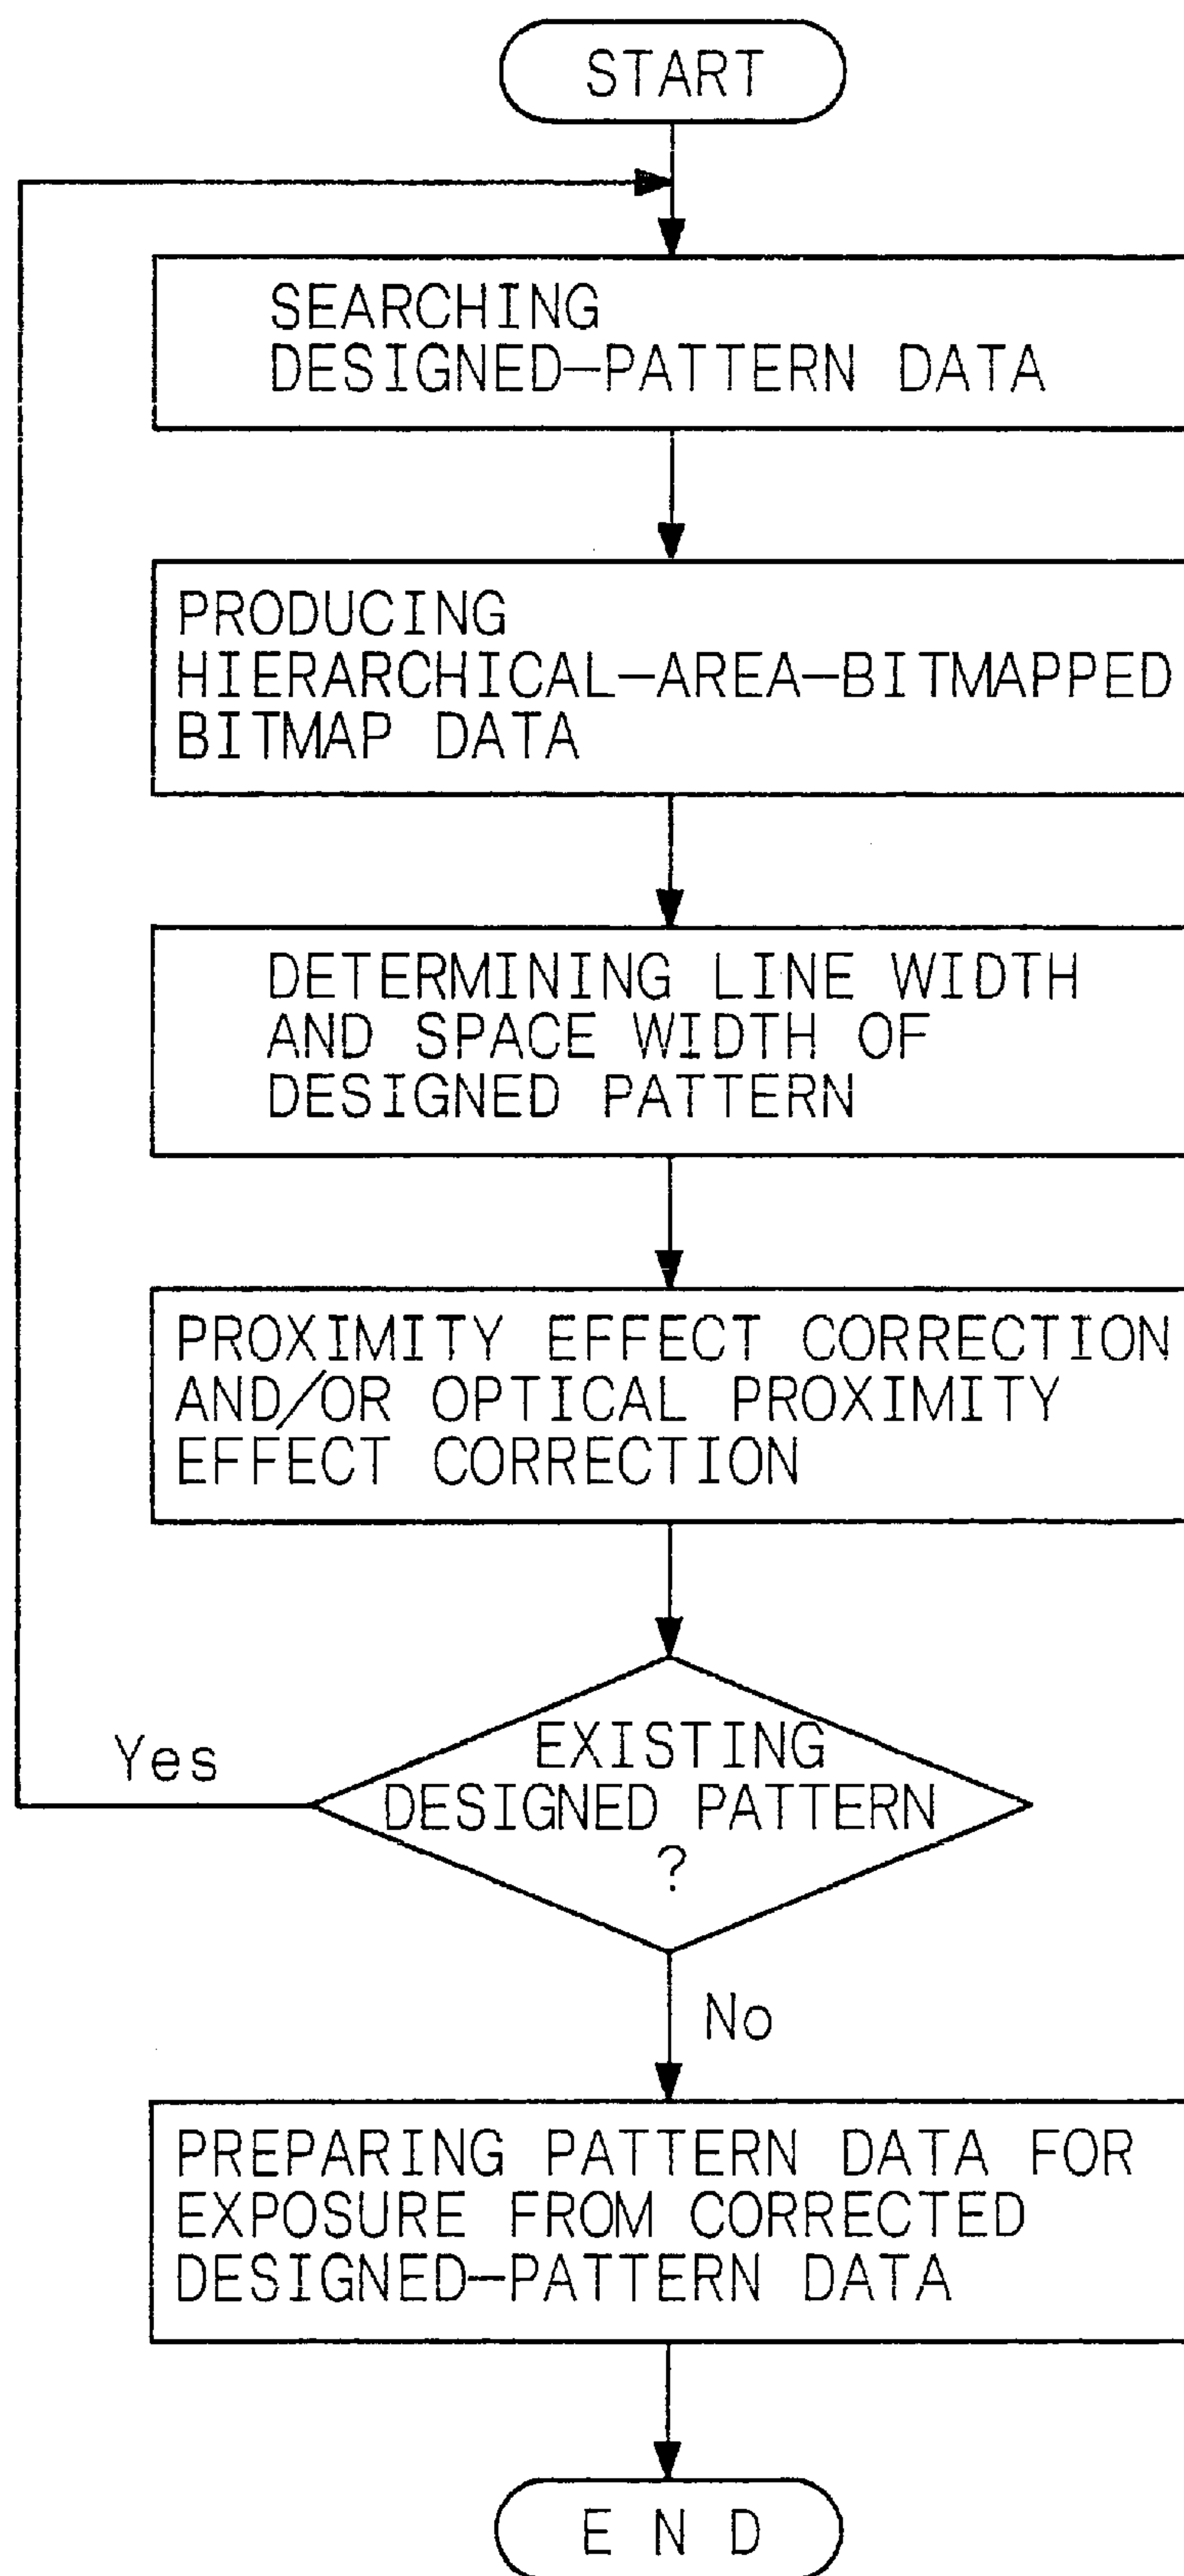 START
SEARCHING
DESIGNED-PATTERN DATA
PRODUCING
HIERARCHICAL-AREA-BITMAPPED
BITMAP DATA
DETERMINING LINE WIDTH
AND SPACE WIDTH OF
DESIGNED PATTERN
PROXIMITY EFFECT CORRECTION
AND/OR OPTICAL PROXIMITY
EFFECT CORRECTION
EXISTING
DESIGNED PATTERN
?
Yes
No
PREPARING PATTERN DATA FOR
EXPOSURE FROM CORRECTED
DESIGNED-PATTERN DATA
E N D